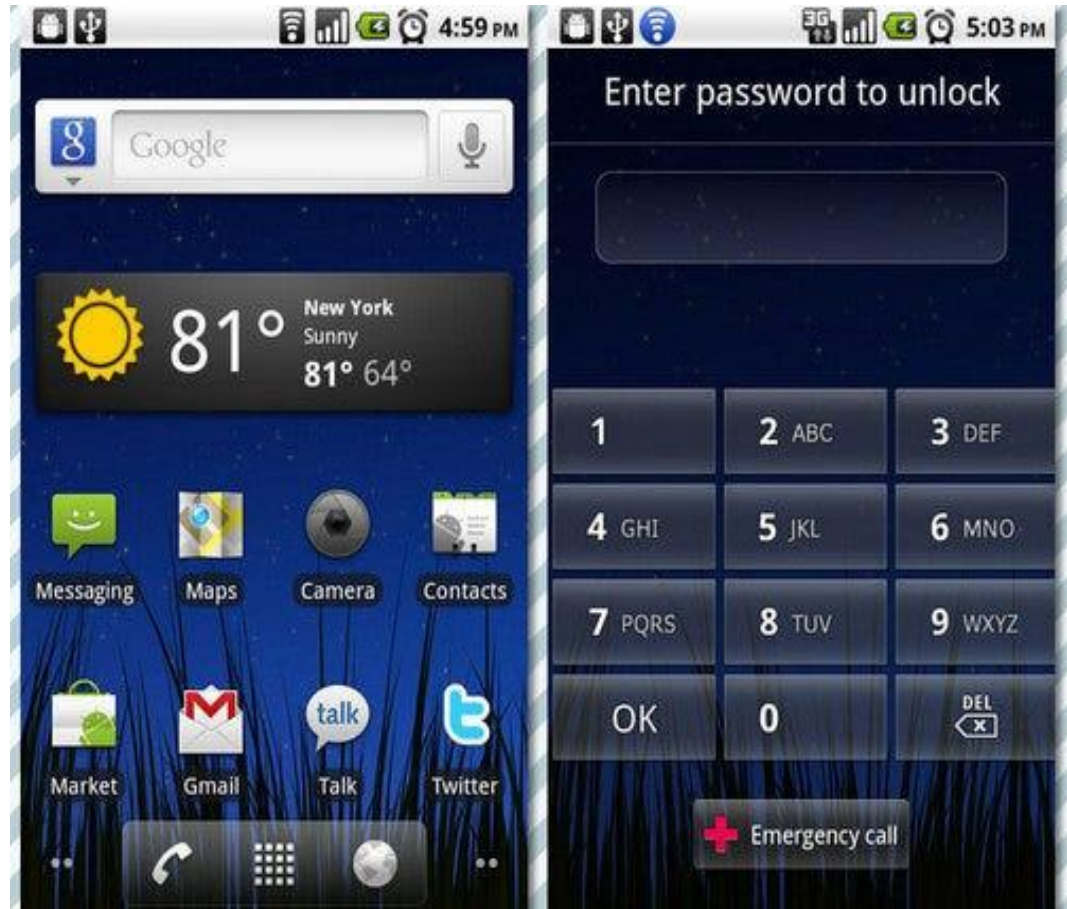 4:59 PM
g
Google
81°
New York
Sunny
81° 64°
Messaging
Maps
Camera
Contacts
talk
Market
Gmail
Talk
Twitter
3G
5:03 PM
Enter password to unlock
1
2 ABC
3 DEF
4 GHI
5 JKL
6 MNO
7 PQRS
8 TUV
9 WXYZ
OK
0
DEL
Emergency call